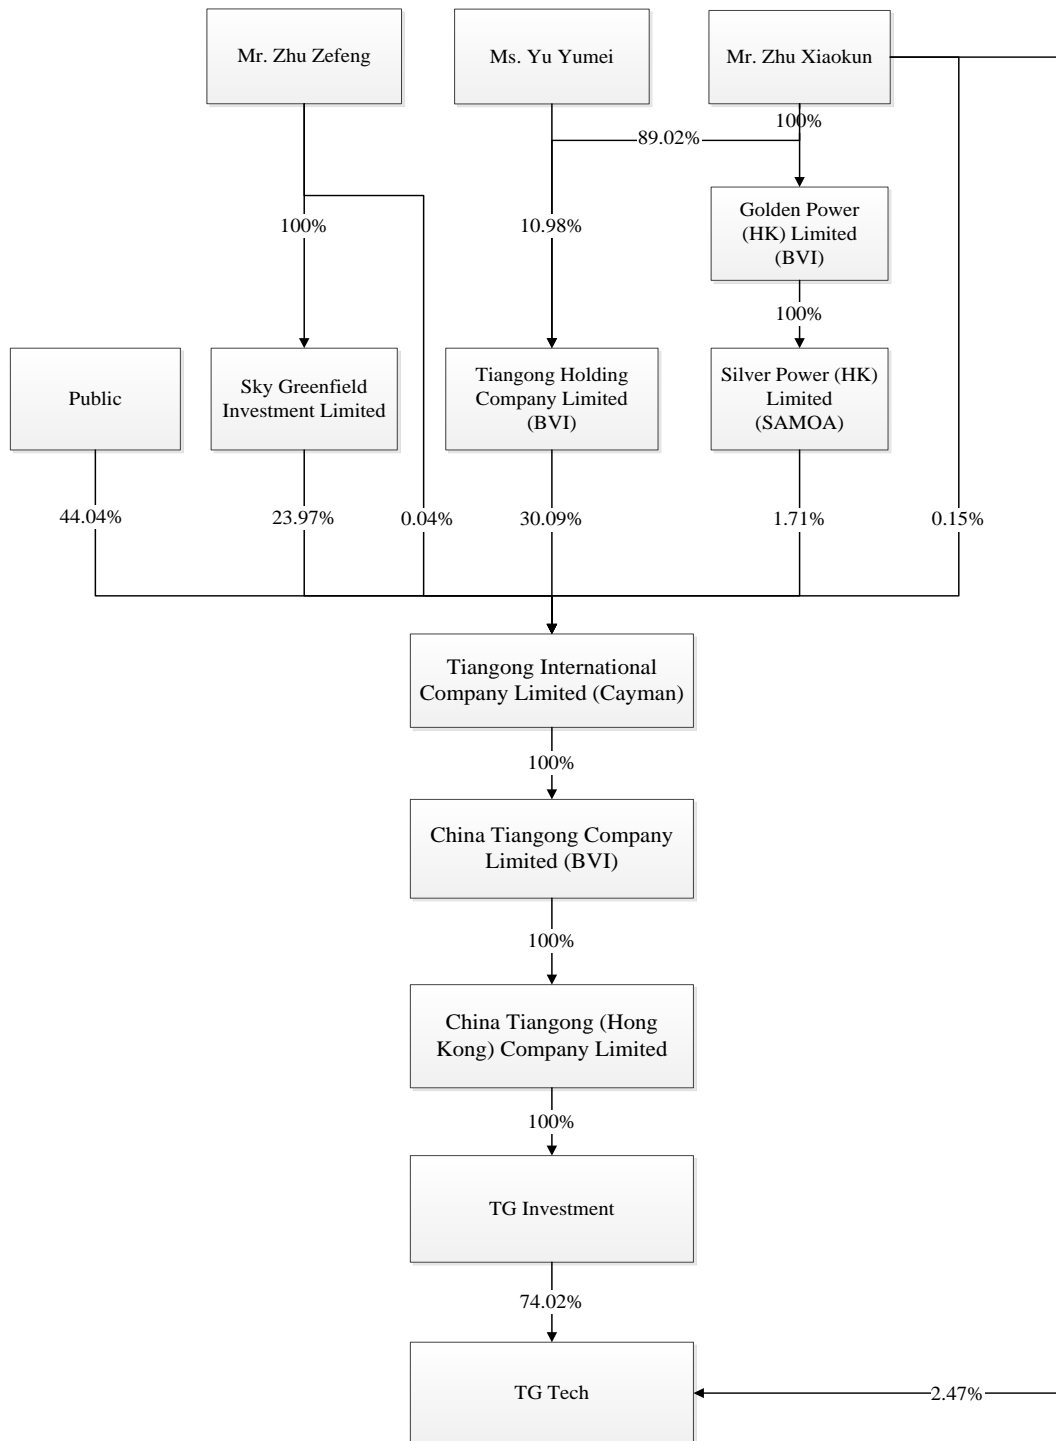 Mr. Zhu Zefeng
Ms. Yu Yumei
Mr. Zhu Xiaokun
100%
89.02%
Golden Power
(HK) Limited
(BVI)
100%
10.98%
100%
Public
Sky Greenfield
Investment Limited
Tiangong Holding
Company Limited
(BVI)
Silver Power (HK)
Limited
(SAMOA)
44.04%
23.97%
0.04%
30.09%
1.71%
0.15%
Tiangong International
Company Limited (Cayman)
100%
China Tiangong Company
Limited (BVI)
100%
China Tiangong (Hong
Kong) Company Limited
100%
TG Investment
74.02%
TG Tech
2.47%